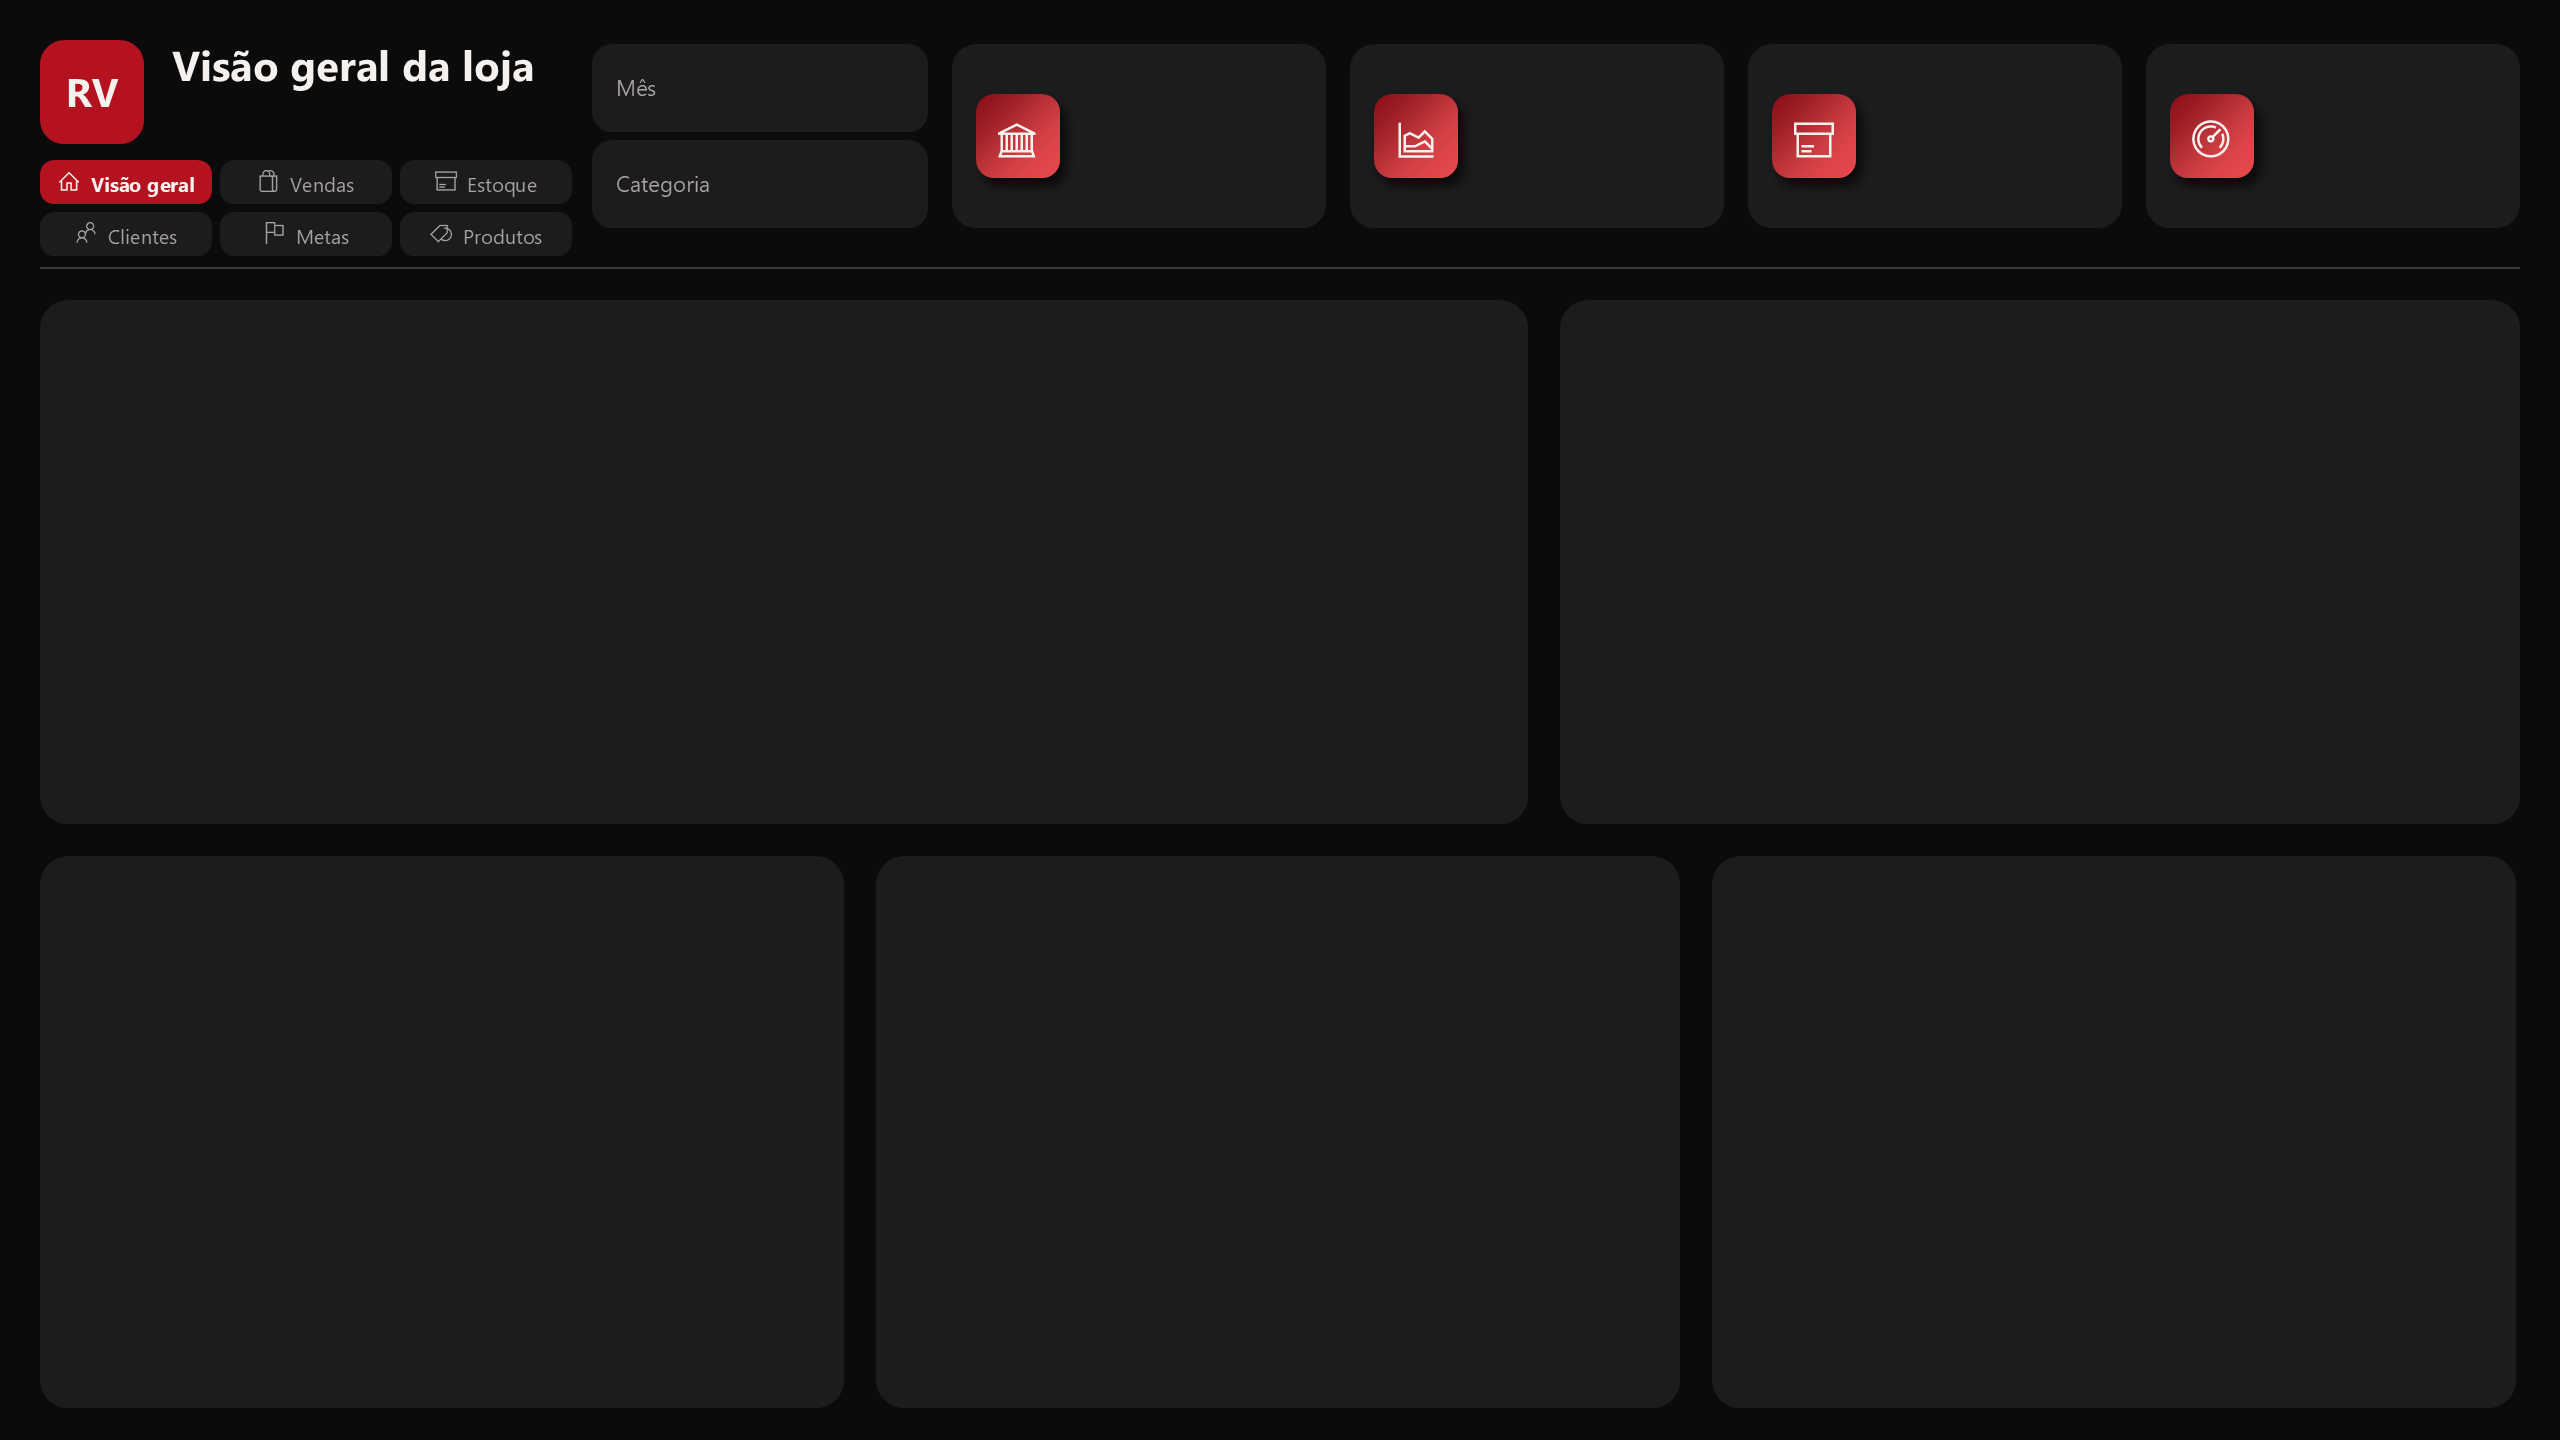 RV
Visão geral da loja
Visão geral
Vendas
Estoque
Clientes
Metas
Produtos
Mês
Categoria